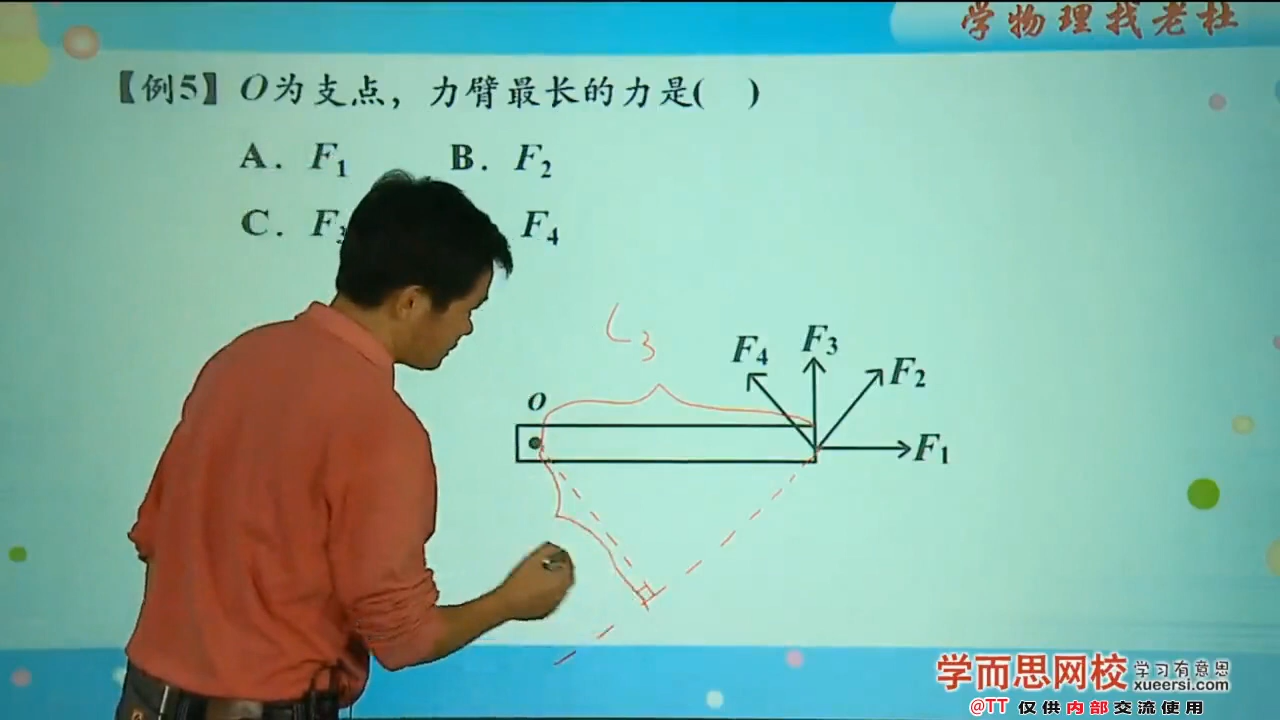 学物理找老杜
【例5】O为支点，力臂最长的力是(　)
A. F₁ B. F₂
C. F₃ F₄
L₃
F₄ F₃ F₂
O
F₁
学而思网校 学习有意思
xueersi.com
@TT 仅供内部交流使用